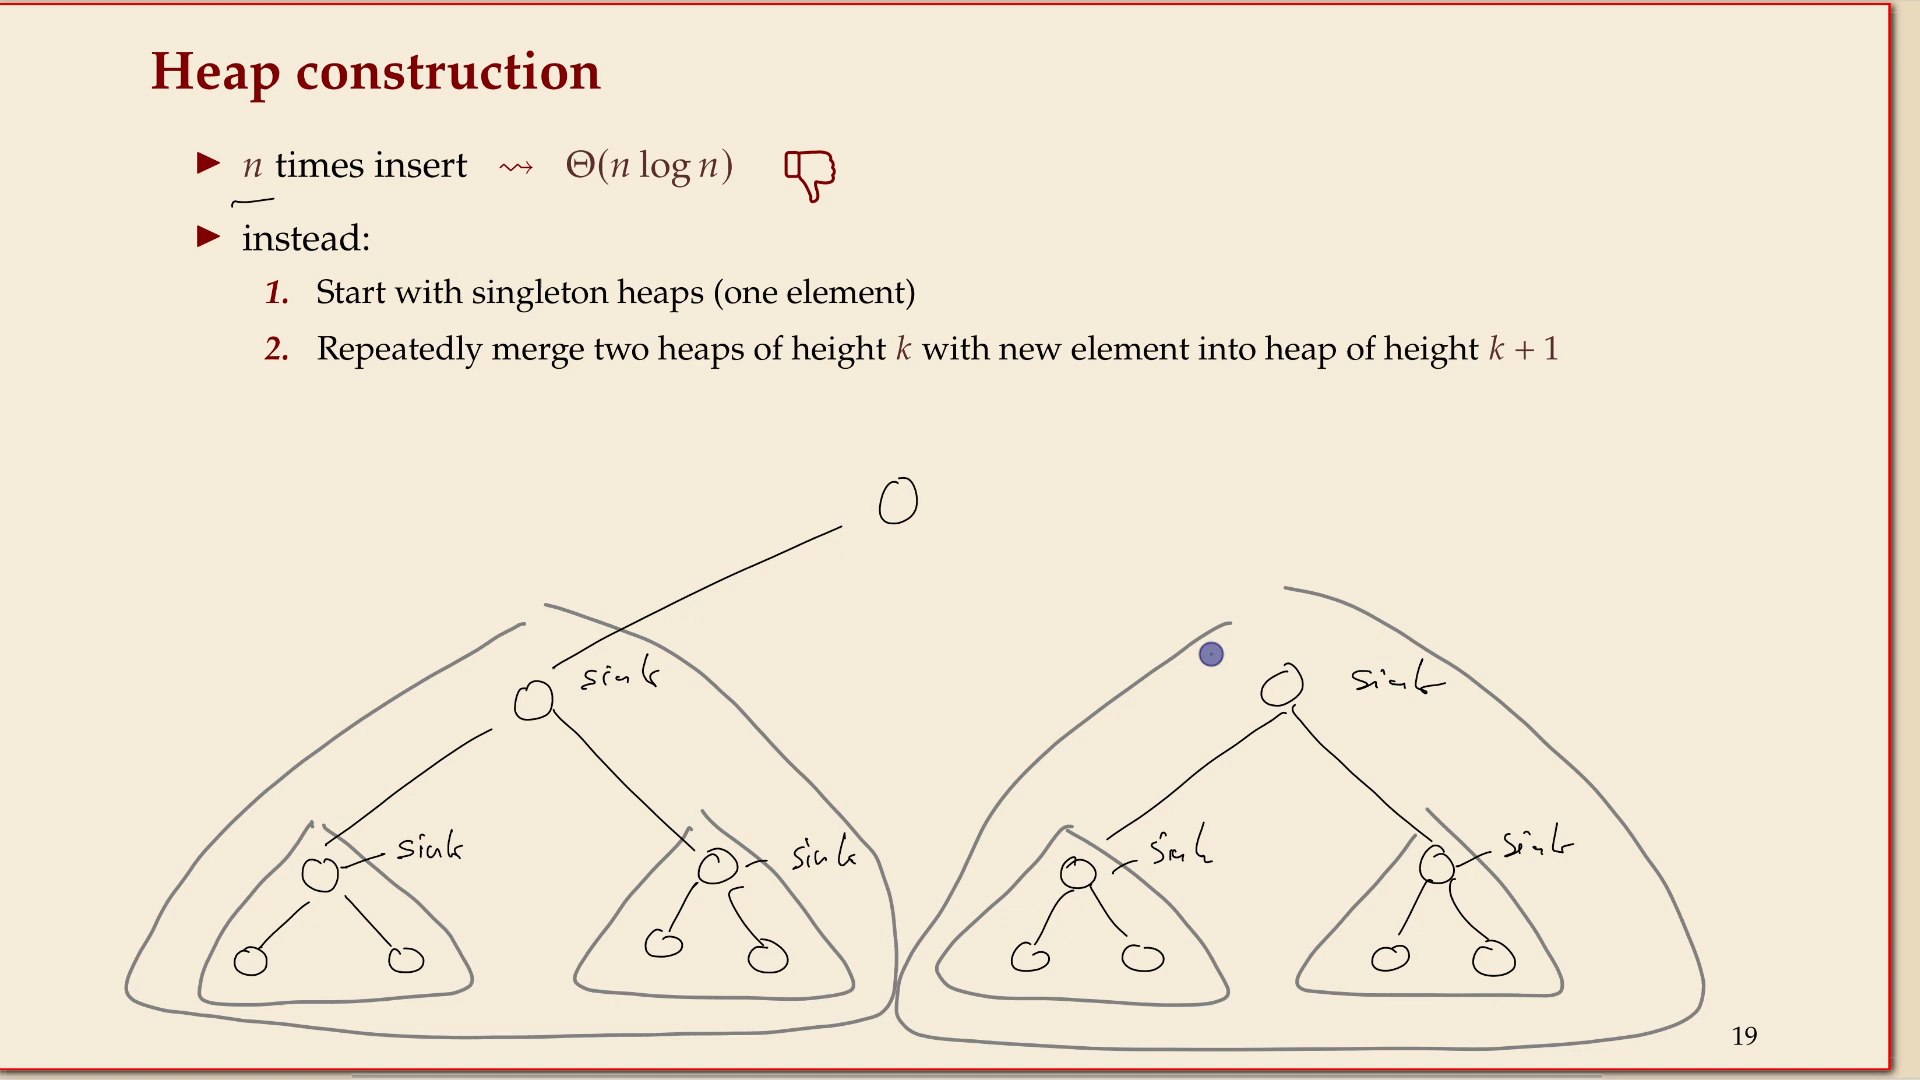 Heap construction
▶ n times insert ⇝ Θ(n log n)
▶ instead:
1. Start with singleton heaps (one element)
2. Repeatedly merge two heaps of height k with new element into heap of height k + 1
sink sink
sink sink sink sink
19